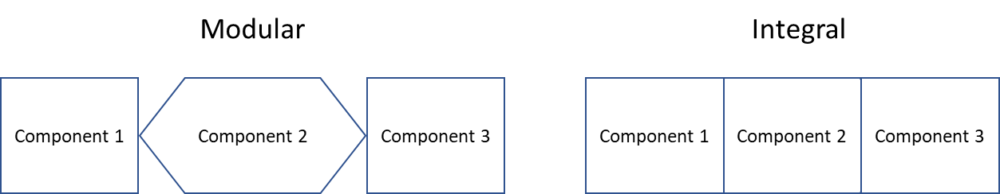 Modular
Integral
Component 1
Component 2
Component 3
Component 1
Component 2
Component 3